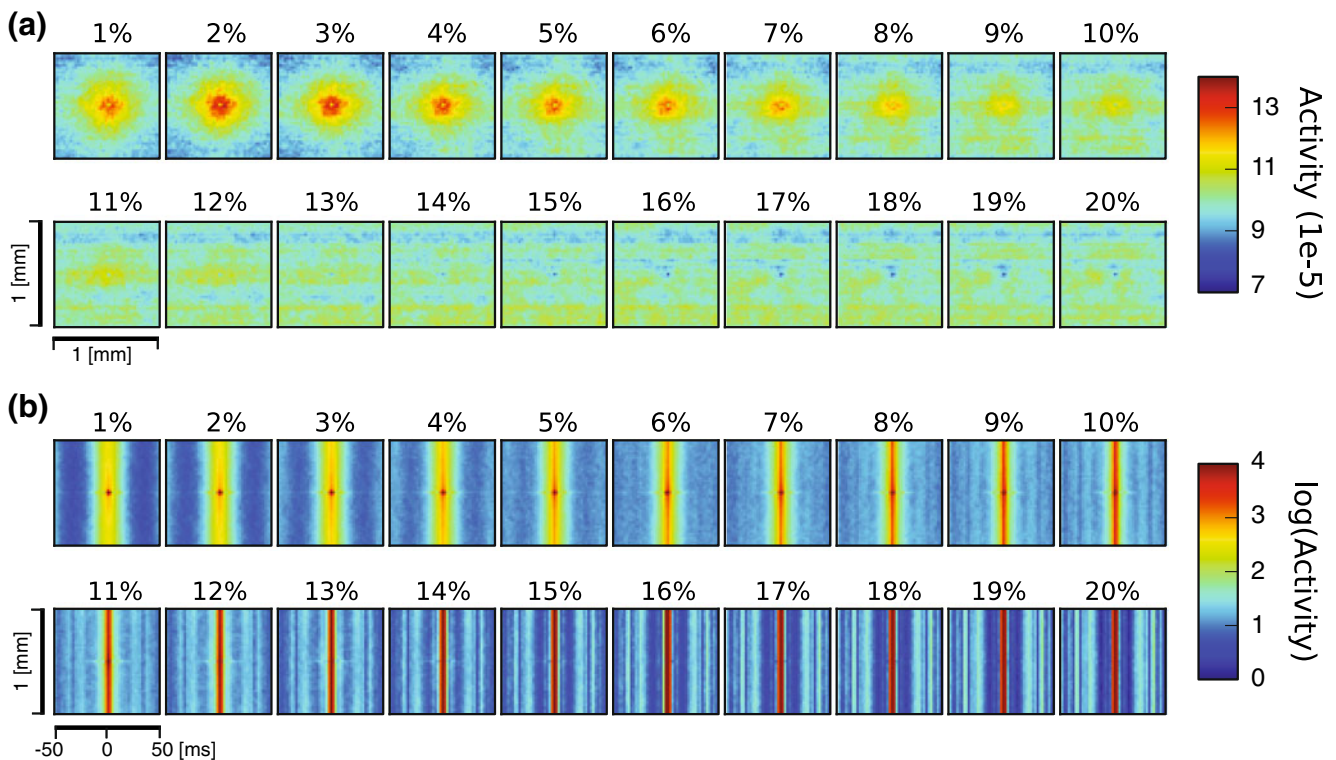 (a)
1% 2% 3% 4% 5% 6% 7% 8% 9% 10%
11% 12% 13% 14% 15% 16% 17% 18% 19% 20%
1 [mm]
1 [mm]
13
11
9
7
Activity (1e-5)
(b)
1% 2% 3% 4% 5% 6% 7% 8% 9% 10%
11% 12% 13% 14% 15% 16% 17% 18% 19% 20%
1 [mm]
-50 0 50 [ms]
4
3
2
1
0
log(Activity)